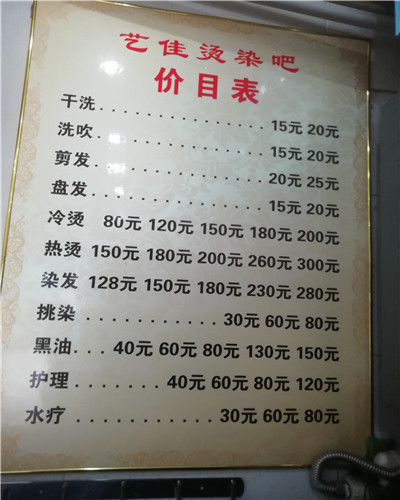 艺佳烫染吧
价目表
干洗................15元 20元
洗吹................15元 20元
剪发................20元 25元
盘发................15元 20元
冷烫 80元 120元 150元 180元 200元
热烫 150元 180元 200元 260元 300元
染发 128元 150元 180元 230元 280元
挑染............30元 60元 80元
黑油...40元 60元 80元 130元 150元
护理.......40元 60元 80元 120元
水疗............30元 60元 80元